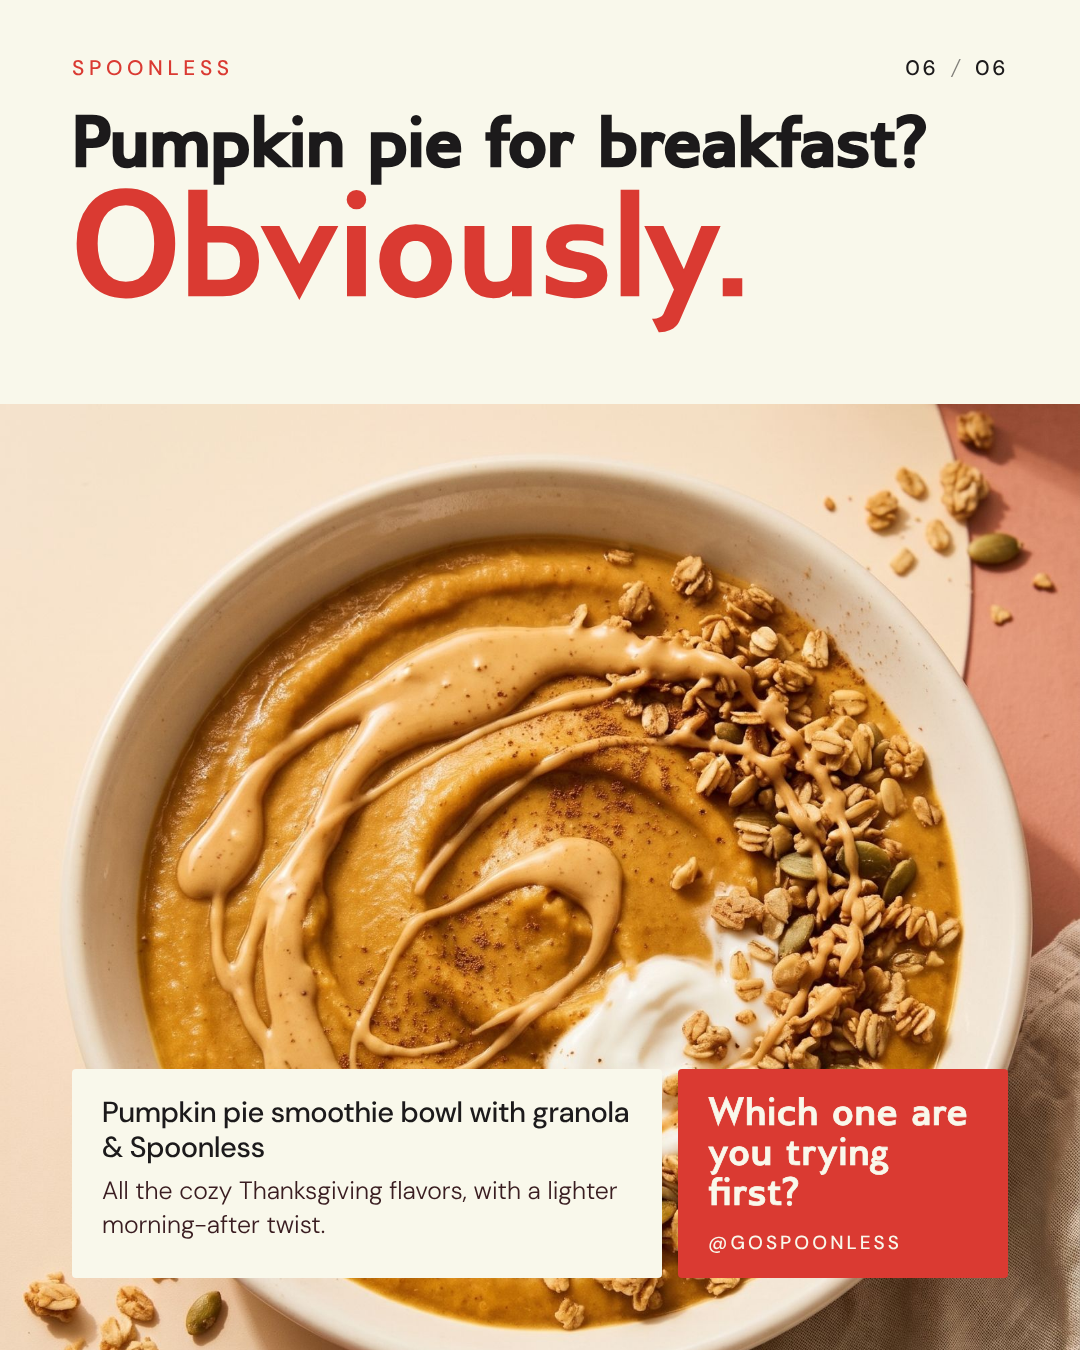 SPOONLESS
06 / 06
Pumpkin pie for breakfast?
Obviously.
Pumpkin pie smoothie bowl with granola
& Spoonless
All the cozy Thanksgiving flavors, with a lighter
morning-after twist.
Which one are
you trying
first?
@GOSPOONLESS